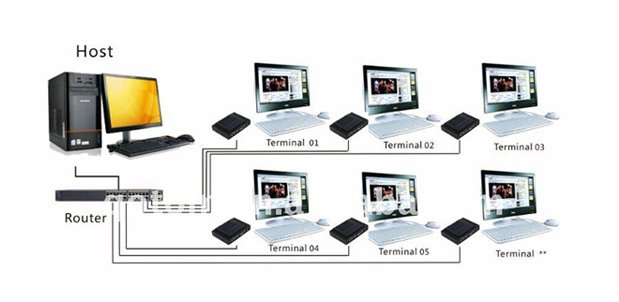 Host
Terminal 01
Terminal 02
Terminal 03
Router
Terminal 04
Terminal 05
Terminal **